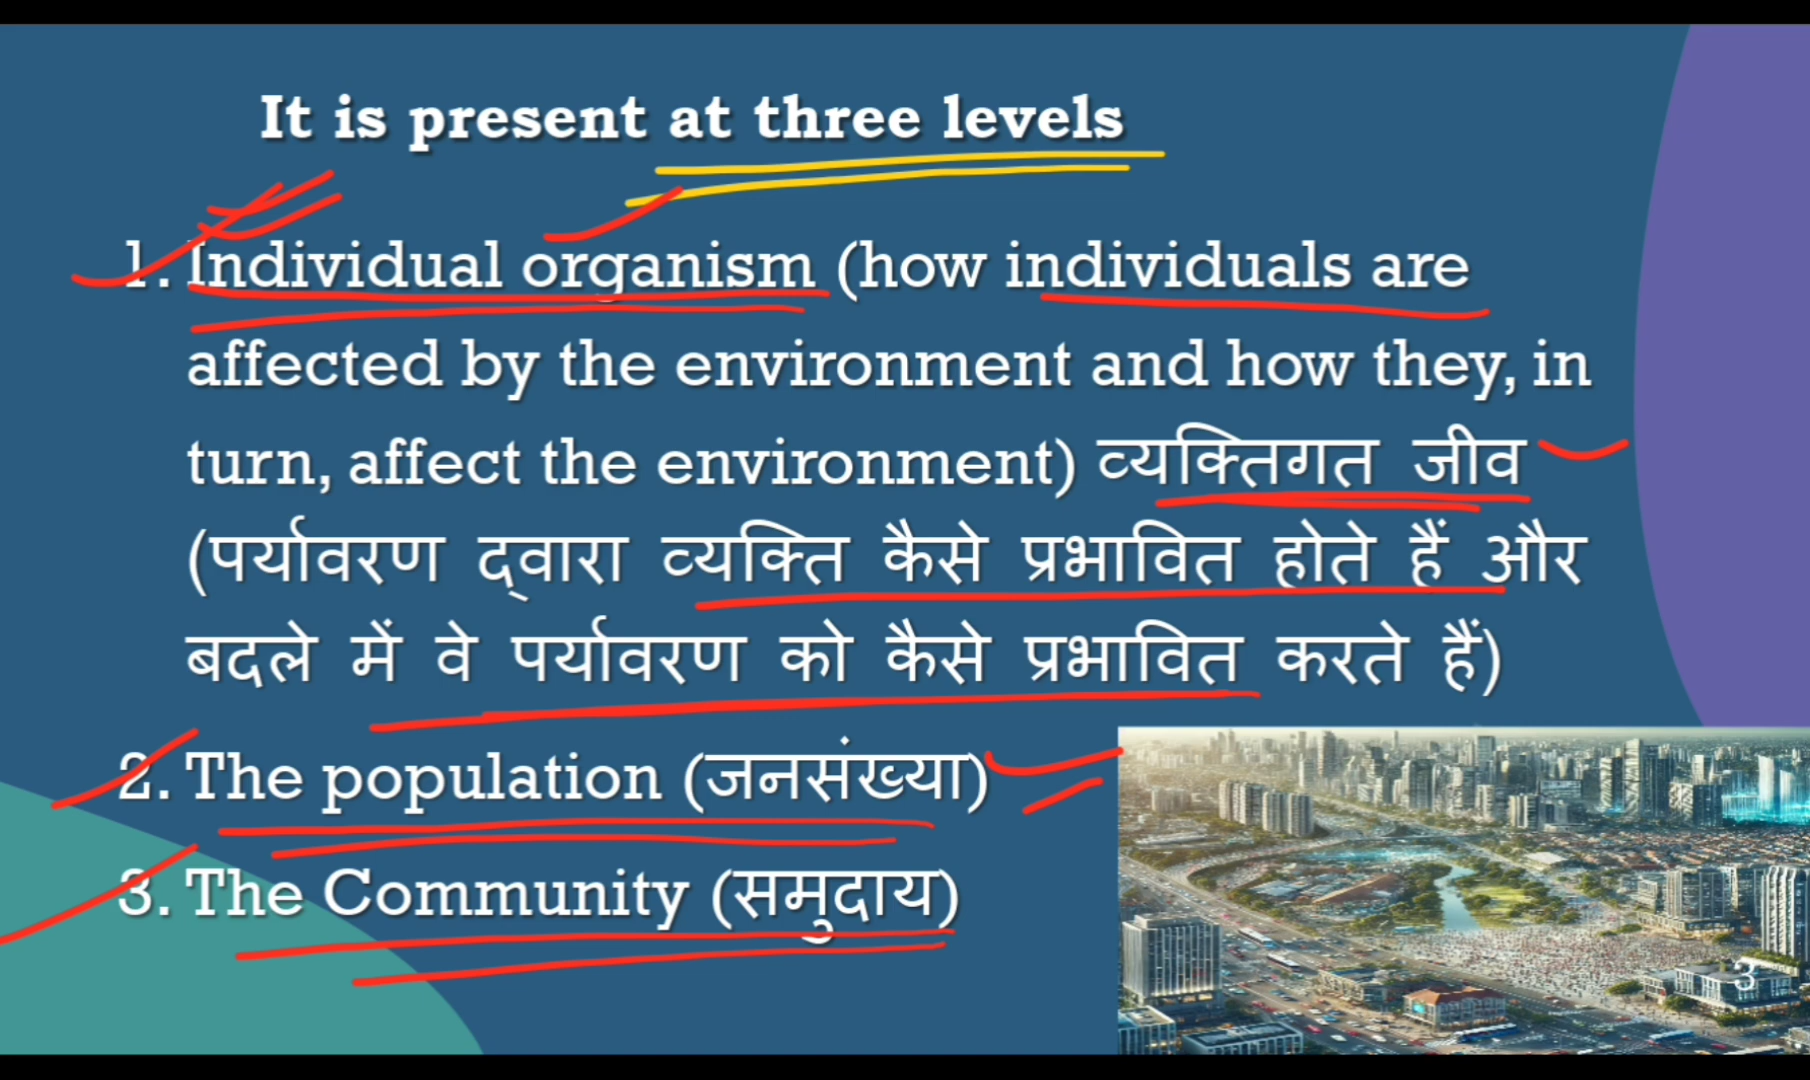 It is present at three levels
1. Individual organism (how individuals are
affected by the environment and how they, in
turn, affect the environment) व्यक्तिगत जीव
(पर्यावरण द्वारा व्यक्ति कैसे प्रभावित होते हैं और
बदले में वे पर्यावरण को कैसे प्रभावित करते हैं)
2. The population (जनसंख्या)
3. The Community (समुदाय)
3